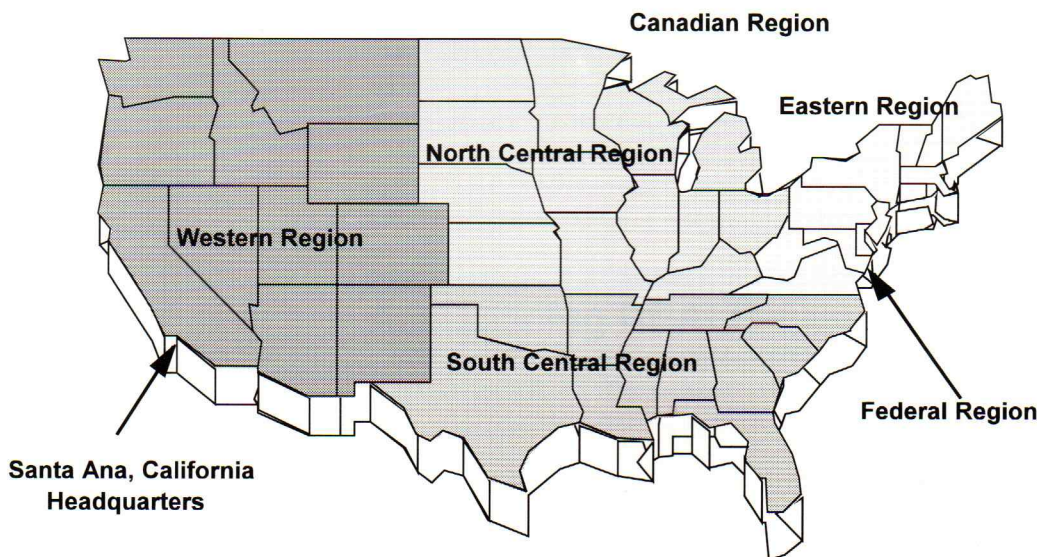 Canadian Region
Eastern Region
North Central Region
Western Region
South Central Region
Federal Region
Santa Ana, California
Headquarters